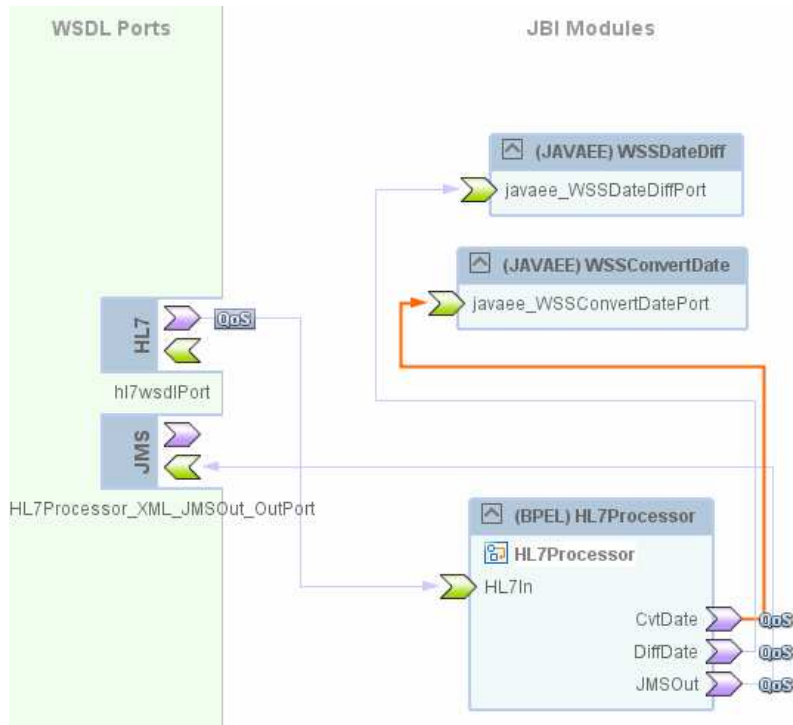 WSDL Ports
JBI Modules
(JAVAEE) WSSDateDiff
javaee_WSSDateDiffPort
(JAVAEE) WSSConvertDate
javaee_WSSConvertDatePort
HL7
QoS
hl7wsdlPort
JMS
HL7Processor_XML_JMSOut_OutPort
(BPEL) HL7Processor
HL7Processor
HL7In
CvtDate
QoS
DiffDate
QoS
JMSOut
QoS